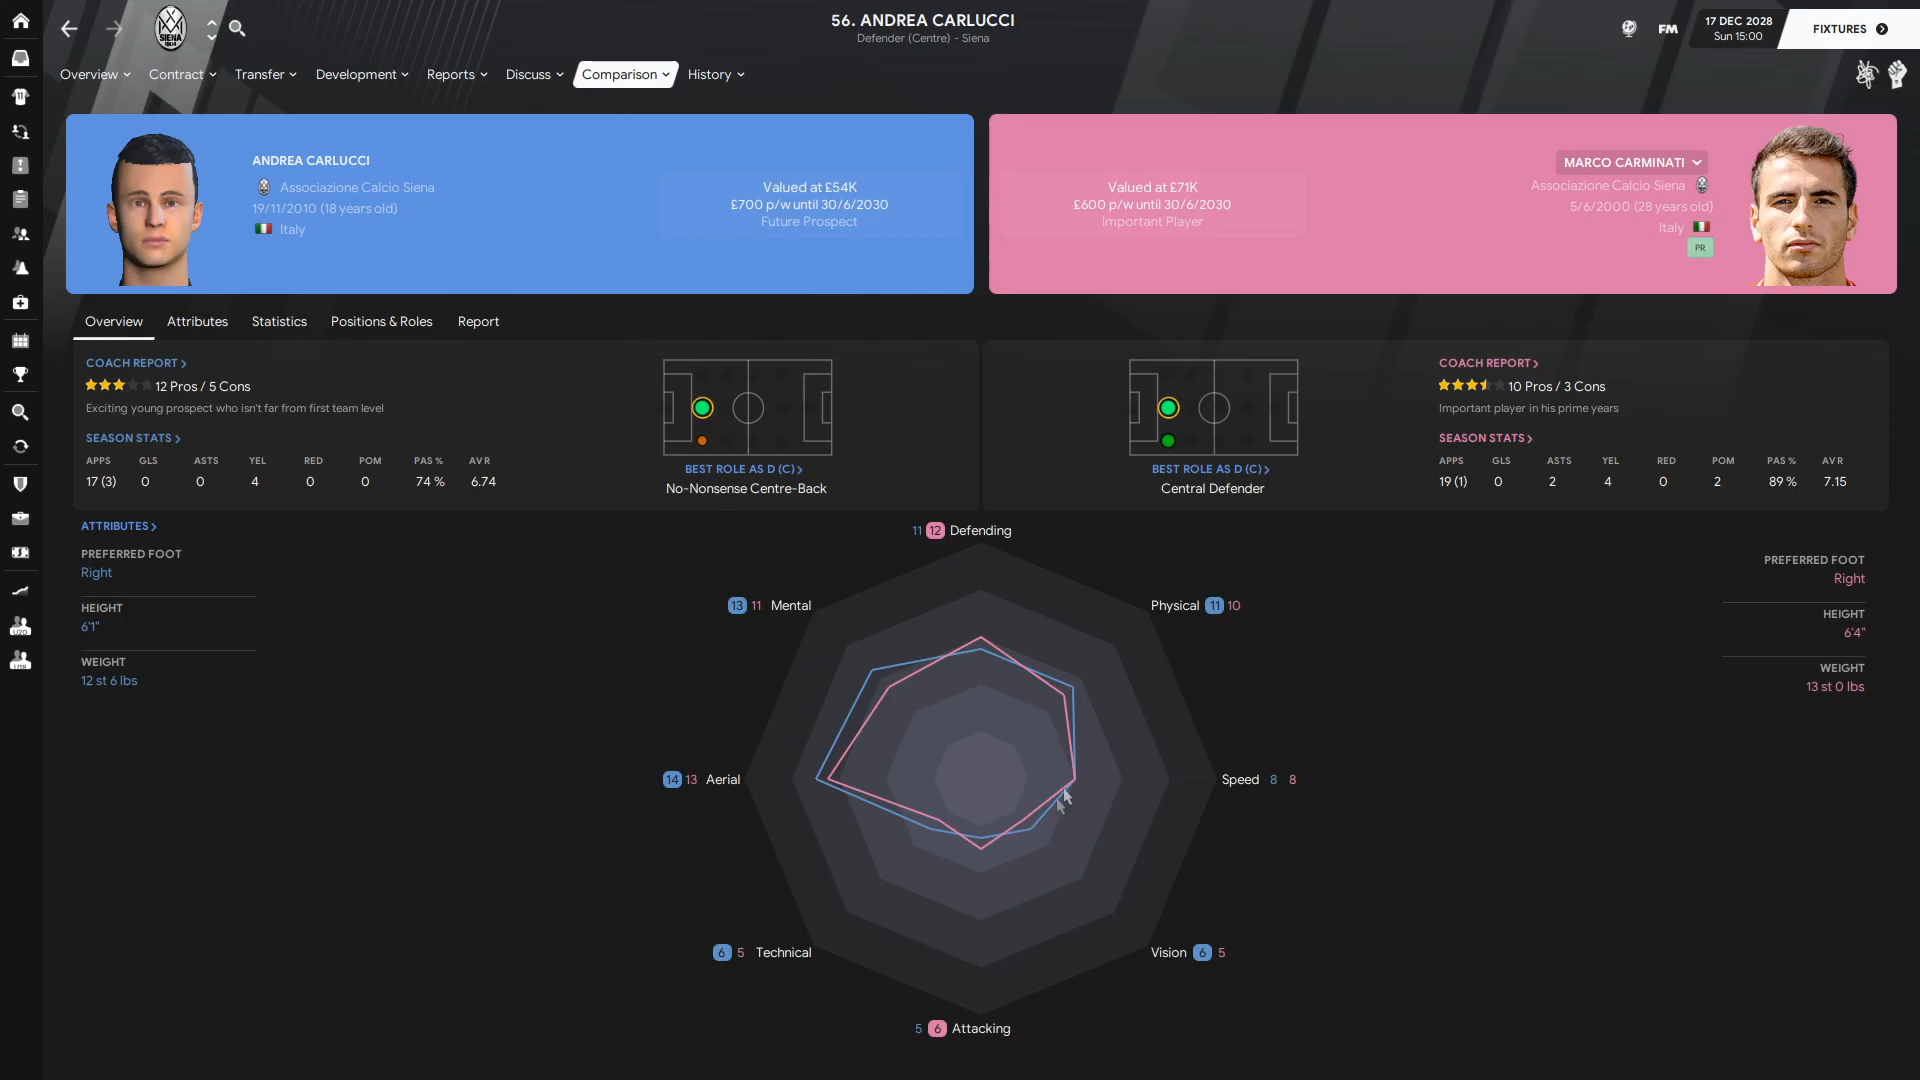 56. ANDREA CARLUCCI
Defender (Centre) - Siena
SIENA
1904
FM
17 DEC 2028
Sun 15:00
FIXTURES
Overview
Contract
Transfer
Development
Reports
Discuss
Comparison
History
ANDREA CARLUCCI
Associazione Calcio Siena
19/11/2010 (18 years old)
Italy
Valued at £54K
£700 p/w until 30/6/2030
Future Prospect
Valued at £71K
£600 p/w until 30/6/2030
Important Player
MARCO CARMINATI
Associazione Calcio Siena
5/6/2000 (28 years old)
Italy
PR
Overview
Attributes
Statistics
Positions & Roles
Report
COACH REPORT
12 Pros / 5 Cons
Exciting young prospect who isn't far from first team level
SEASON STATS
APPS GLS ASTS YEL RED POM PAS % AV R
17 (3) 0 0 4 0 0 74 % 6.74
BEST ROLE AS D (C)
No-Nonsense Centre-Back
BEST ROLE AS D (C)
Central Defender
COACH REPORT
10 Pros / 3 Cons
Important player in his prime years
SEASON STATS
APPS GLS ASTS YEL RED POM PAS % AV R
19 (1) 0 2 4 0 2 89 % 7.15
ATTRIBUTES
PREFERRED FOOT
Right
HEIGHT
6'1"
WEIGHT
12 st 6 lbs
11 12 Defending
13 11 Mental
Physical 11 10
14 13 Aerial
Speed 8 8
6 5 Technical
Vision 6 5
5 6 Attacking
PREFERRED FOOT
Right
HEIGHT
6'4"
WEIGHT
13 st 0 lbs
11
U20
U18